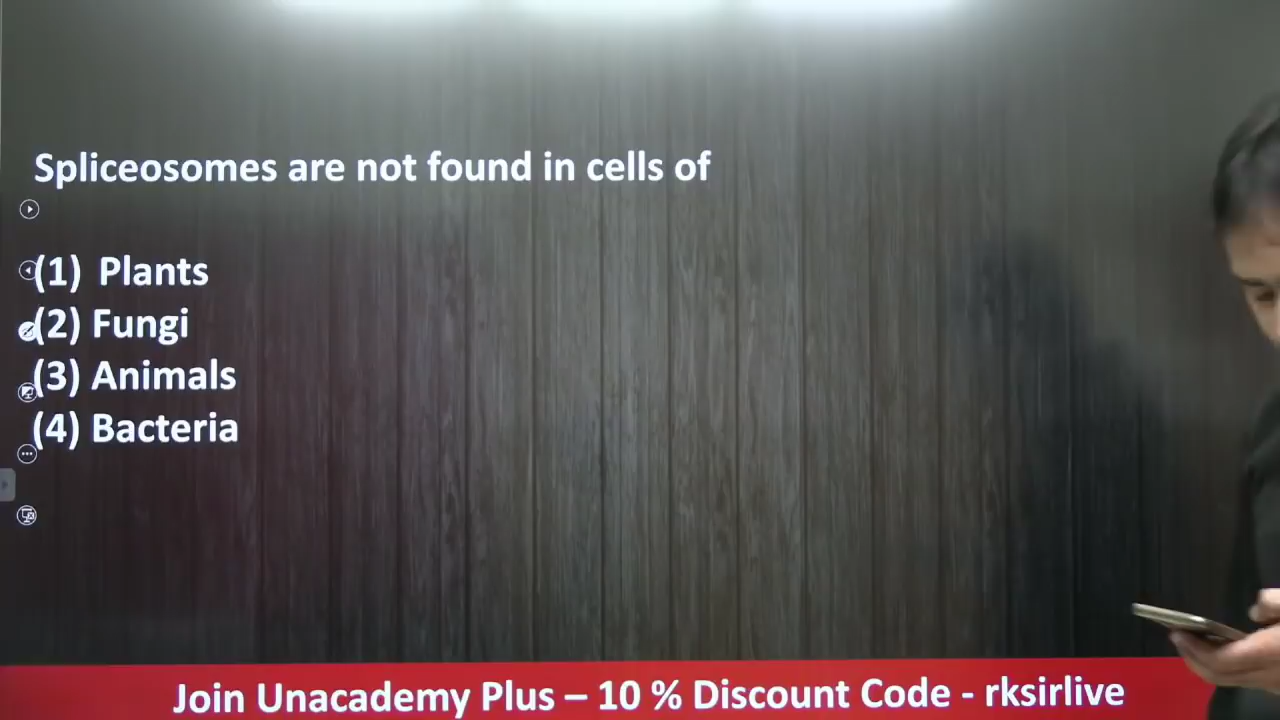 Spliceosomes are not found in cells of
(1) Plants
(2) Fungi
(3) Animals
(4) Bacteria
Join Unacademy Plus – 10 % Discount Code - rksirlive